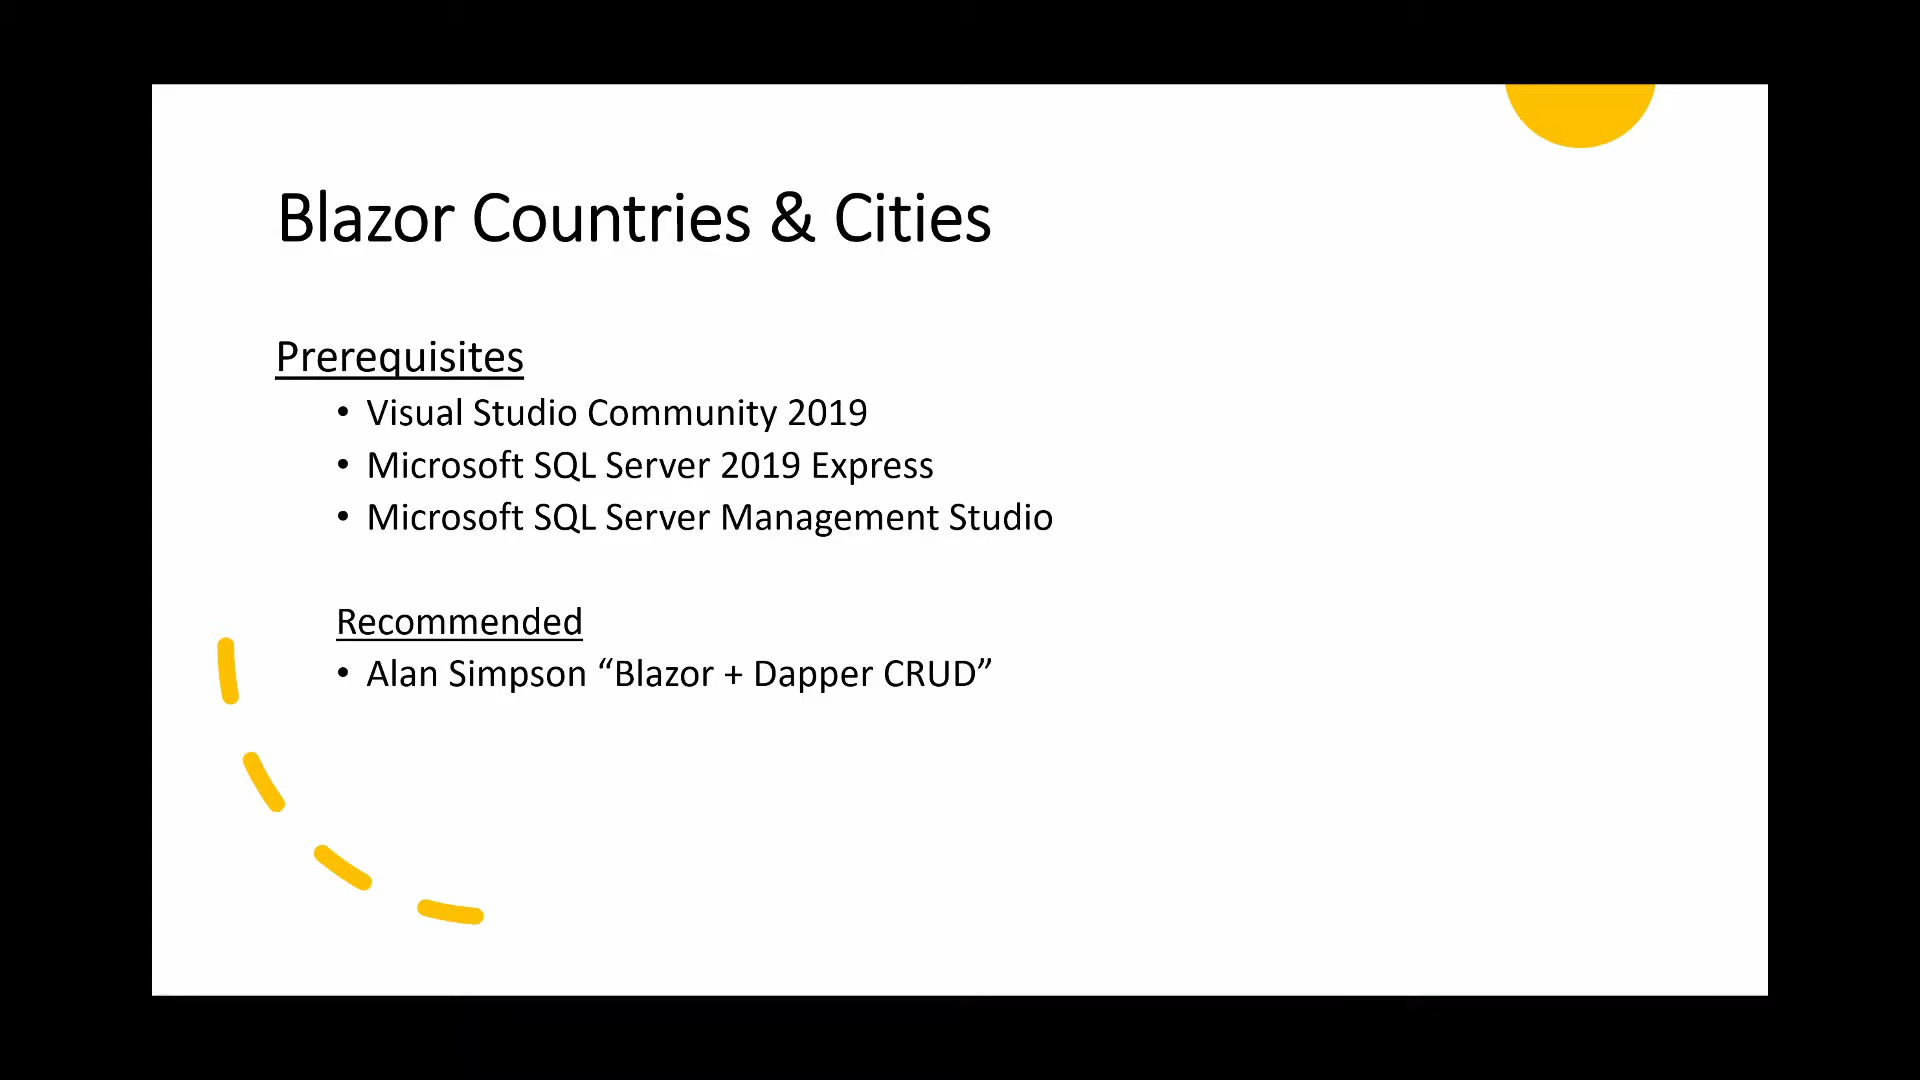 Blazor Countries & Cities
Prerequisites
• Visual Studio Community 2019
• Microsoft SQL Server 2019 Express
• Microsoft SQL Server Management Studio
Recommended
• Alan Simpson “Blazor + Dapper CRUD”